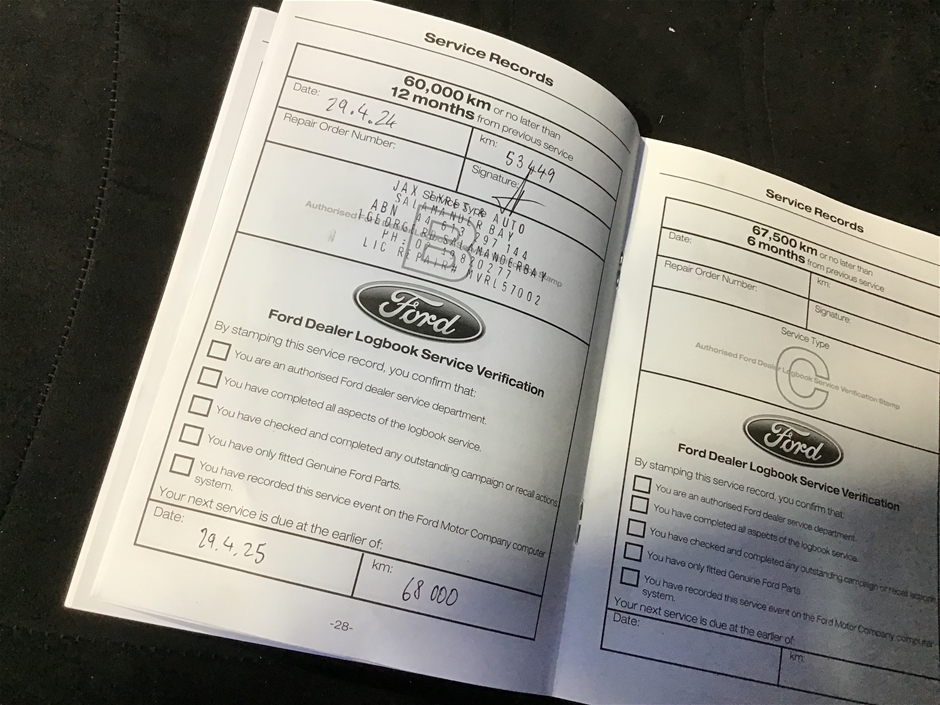 Service Records
60,000 km or no later than
12 months from previous service
Date: 29.4.24
km: 53449
Repair Order Number:
Signature:
Service Type
B
JAX TYRES & AUTO
SALAMANDER BAY
ABN 44 673 297 144
1 GEORGE RD SALAMANDERBAY
PH: 02 49820277
LIC REPAIR# MVRL57002
Ford
Ford Dealer Logbook Service Verification
By stamping this service record, you confirm that:
You are an authorised Ford dealer service department.
You have completed all aspects of the logbook service.
You have checked and completed any outstanding campaign or recall actions
You have only fitted Genuine Ford Parts.
You have recorded this service event on the Ford Motor Company computer
system.
Your next service is due at the earlier of:
Date: 29.4.25
km: 68 000
-28-
Service Records
67,500 km or no later than
6 months from previous service
Date:
km:
Repair Order Number:
Signature:
Service Type
C
Authorised Ford Dealer Logbook Service Verification Stamp
Ford
Ford Dealer Logbook Service Verification
By stamping this service record, you confirm that:
You are an authorised Ford dealer service department.
You have completed all aspects of the logbook service.
You have checked and completed any outstanding campaign or recall actions
You have only fitted Genuine Ford Parts
You have recorded this service event on the Ford Motor Company computer
system.
Your next service is due at the earlier of:
Date:
km: